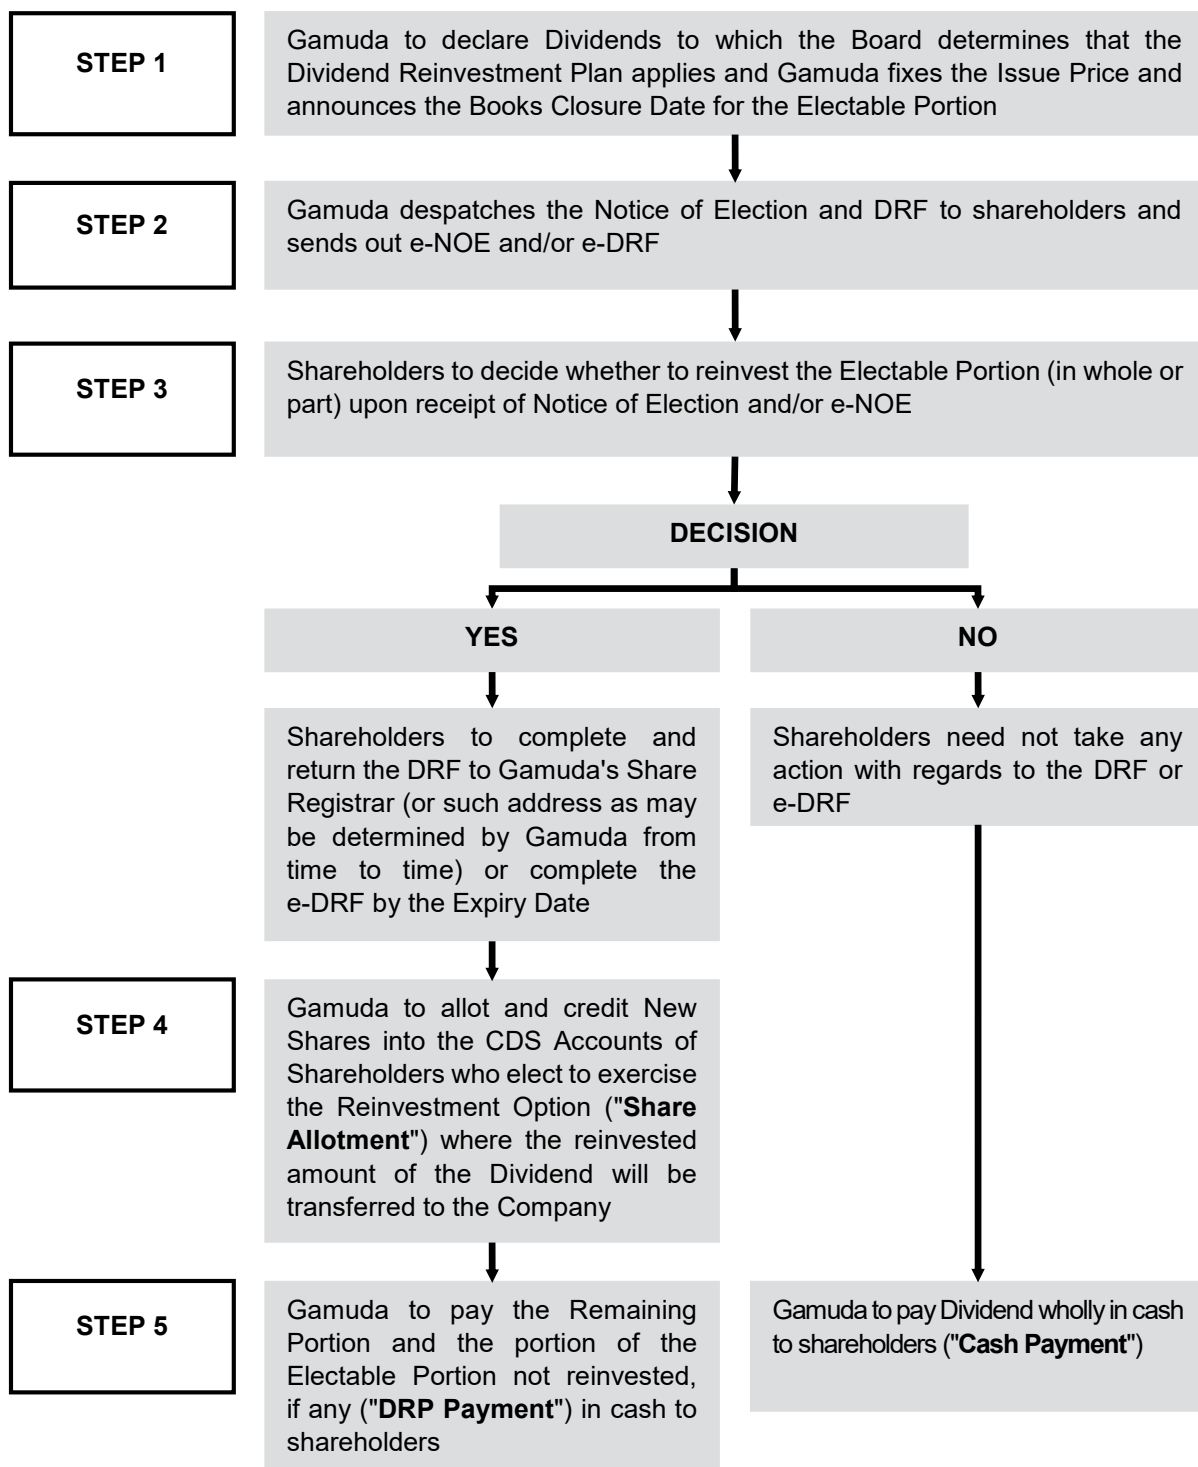 STEP 1
Gamuda to declare Dividends to which the Board determines that the
Dividend Reinvestment Plan applies and Gamuda fixes the Issue Price and
announces the Books Closure Date for the Electable Portion
STEP 2
Gamuda despatches the Notice of Election and DRF to shareholders and
sends out e-NOE and/or e-DRF
STEP 3
Shareholders to decide whether to reinvest the Electable Portion (in whole or
part) upon receipt of Notice of Election and/or e-NOE
DECISION
YES
NO
Shareholders to complete and
return the DRF to Gamuda's Share
Registrar (or such address as may
be determined by Gamuda from
time to time) or complete the
e-DRF by the Expiry Date
Shareholders need not take any
action with regards to the DRF or
e-DRF
STEP 4
Gamuda to allot and credit New
Shares into the CDS Accounts of
Shareholders who elect to exercise
the Reinvestment Option ("Share
Allotment") where the reinvested
amount of the Dividend will be
transferred to the Company
STEP 5
Gamuda to pay the Remaining
Portion and the portion of the
Electable Portion not reinvested,
if any ("DRP Payment") in cash to
shareholders
Gamuda to pay Dividend wholly in cash
to shareholders ("Cash Payment")